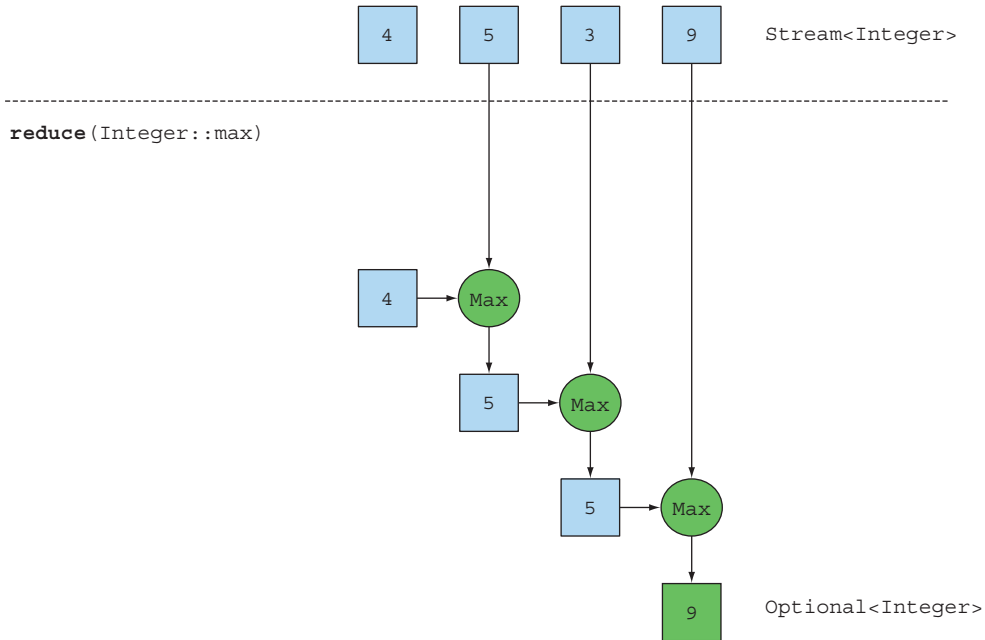 4 5 3 9 Stream<Integer>
reduce(Integer::max)
4 Max
5 Max
5 Max
9 Optional<Integer>